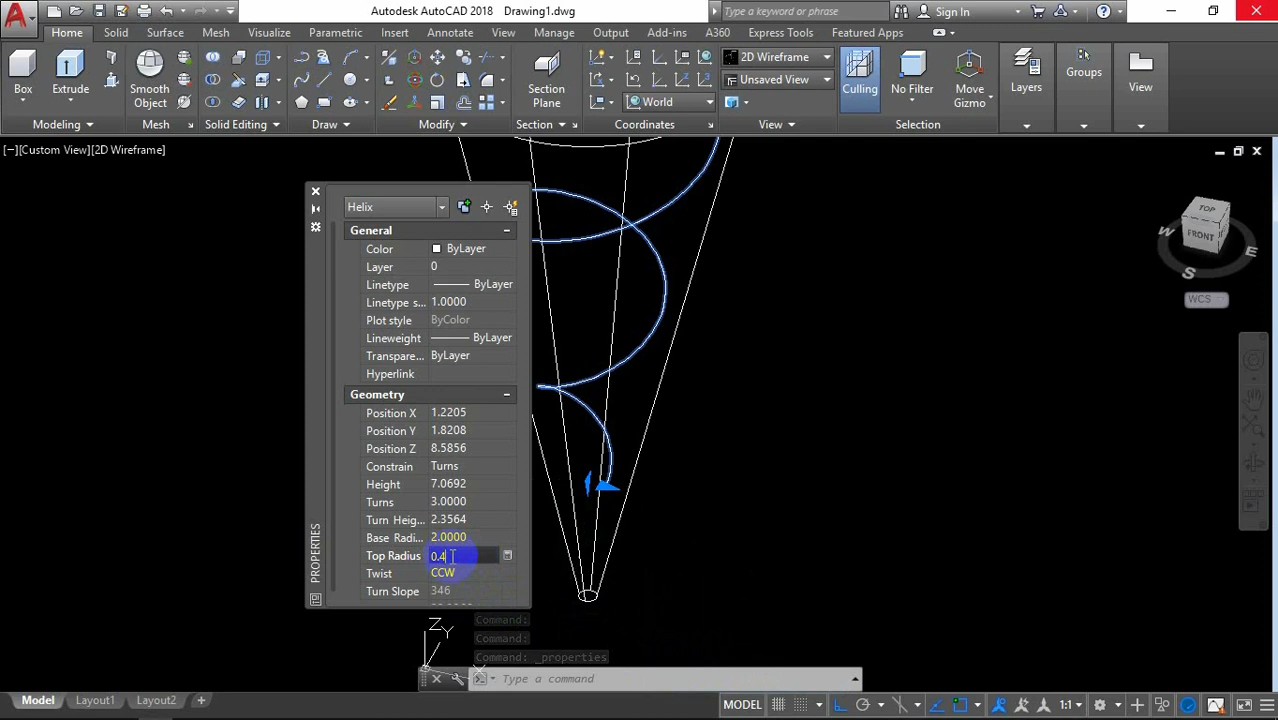 Autodesk AutoCAD 2018 Drawing1.dwg
Type a keyword or phrase
Sign In
Home Solid Surface Mesh Visualize Parametric Insert Annotate View Manage Output Add-ins A360 Express Tools Featured Apps
Box
Extrude
Smooth
Object
Section
Plane
World
2D Wireframe
Unsaved View
Culling
No Filter
Move
Gizmo
Layers
Groups
View
Modeling
Mesh
Solid Editing
Draw
Modify
Section
Coordinates
View
Selection
[−][Custom View][2D Wireframe]
TOP
FRONT
W
S
E
WCS
PROPERTIES
Helix
General
Color ByLayer
Layer 0
Linetype ByLayer
Linetype s... 1.0000
Plot style ByColor
Lineweight ByLayer
Transpare... ByLayer
Hyperlink
Geometry
Position X 1.2205
Position Y 1.8208
Position Z 8.5856
Constrain Turns
Height 7.0692
Turns 3.0000
Turn Heig... 2.3564
Base Radi... 2.0000
Top Radius 0.4
Twist CCW
Turn Slope 346
Z
Y
Command:
Command:
Command: _properties
Type a command
Model Layout1 Layout2 +
MODEL
1:1